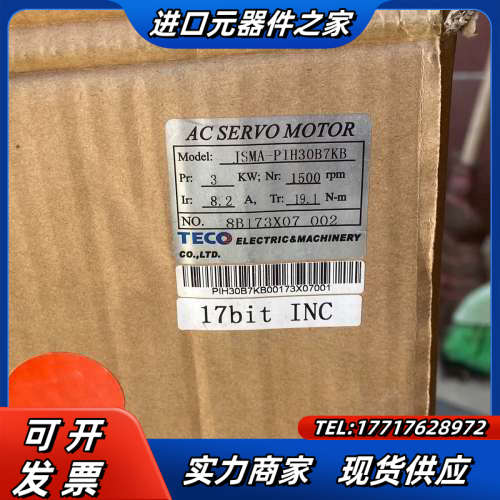 进口元器件之家
AC SERVO MOTOR
Model: JSMA-PIH30B7KB
Pr: 3 KW; Nr: 1500 rpm
Ir: 8.2 A, Tr: 19.1 N-m
NO. 8B173X07 002
TECO ELECTRIC&MACHINERY
CO.,LTD.
PIH30B7KB00173X07001
17bit INC
TEL:17717628972
可开
发票
实力商家 现货供应